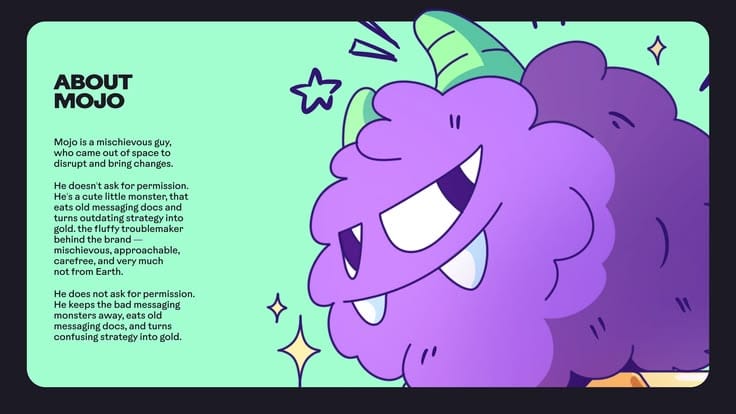 ABOUT
MOJO
Mojo is a mischievous guy,
who came out of space to
disrupt and bring changes.
He doesn't ask for permission.
He's a cute little monster, that
eats old messaging docs and
turns outdating strategy into
gold. the fluffy troublemaker
behind the brand —
mischievous, approachable,
carefree, and very much
not from Earth.
He does not ask for permission.
He keeps the bad messaging
monsters away, eats old
messaging docs, and turns
confusing strategy into gold.